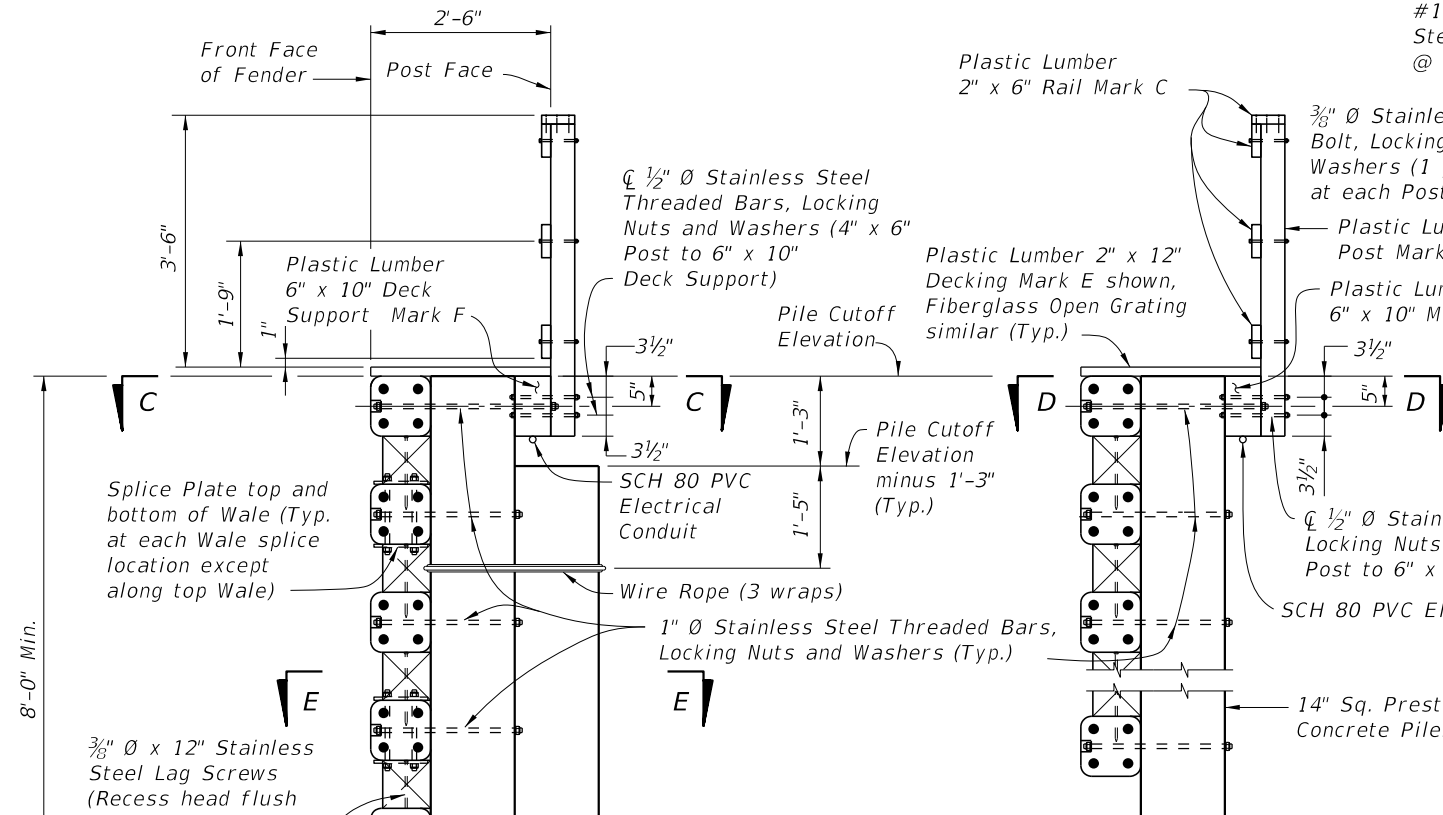 2'-6"
Front Face
of Fender
Post Face
3'-6"
1'-9"
1"
Plastic Lumber
6" x 10" Deck
Support Mark F
℄ ½" Ø Stainless Steel
Threaded Bars, Locking
Nuts and Washers (4" x 6"
Post to 6" x 10"
Deck Support)
3½"
5"
3½"
C
C
Pile Cutoff
Elevation
1'-3"
Pile Cutoff
Elevation
minus 1'-3"
(Typ.)
1'-5"
SCH 80 PVC
Electrical
Conduit
Splice Plate top and
bottom of Wale (Typ.
at each Wale splice
location except
along top Wale)
Wire Rope (3 wraps)
1" Ø Stainless Steel Threaded Bars,
Locking Nuts and Washers (Typ.)
8'-0" Min.
E
E
⅜" Ø x 12" Stainless
Steel Lag Screws
(Recess head flush
Plastic Lumber
2" x 6" Rail Mark C
Plastic Lumber 2" x 12"
Decking Mark E shown,
Fiberglass Open Grating
similar (Typ.)
#1
Ste
@
⅜" Ø Stainle
Bolt, Locking
Washers (1
at each Post
Plastic Lu
Post Mark
Plastic Lu
6" x 10" M
3½"
5"
3½"
D
D
℄ ½" Ø Stain
Locking Nuts
Post to 6" x
SCH 80 PVC El
14" Sq. Prest
Concrete Pile